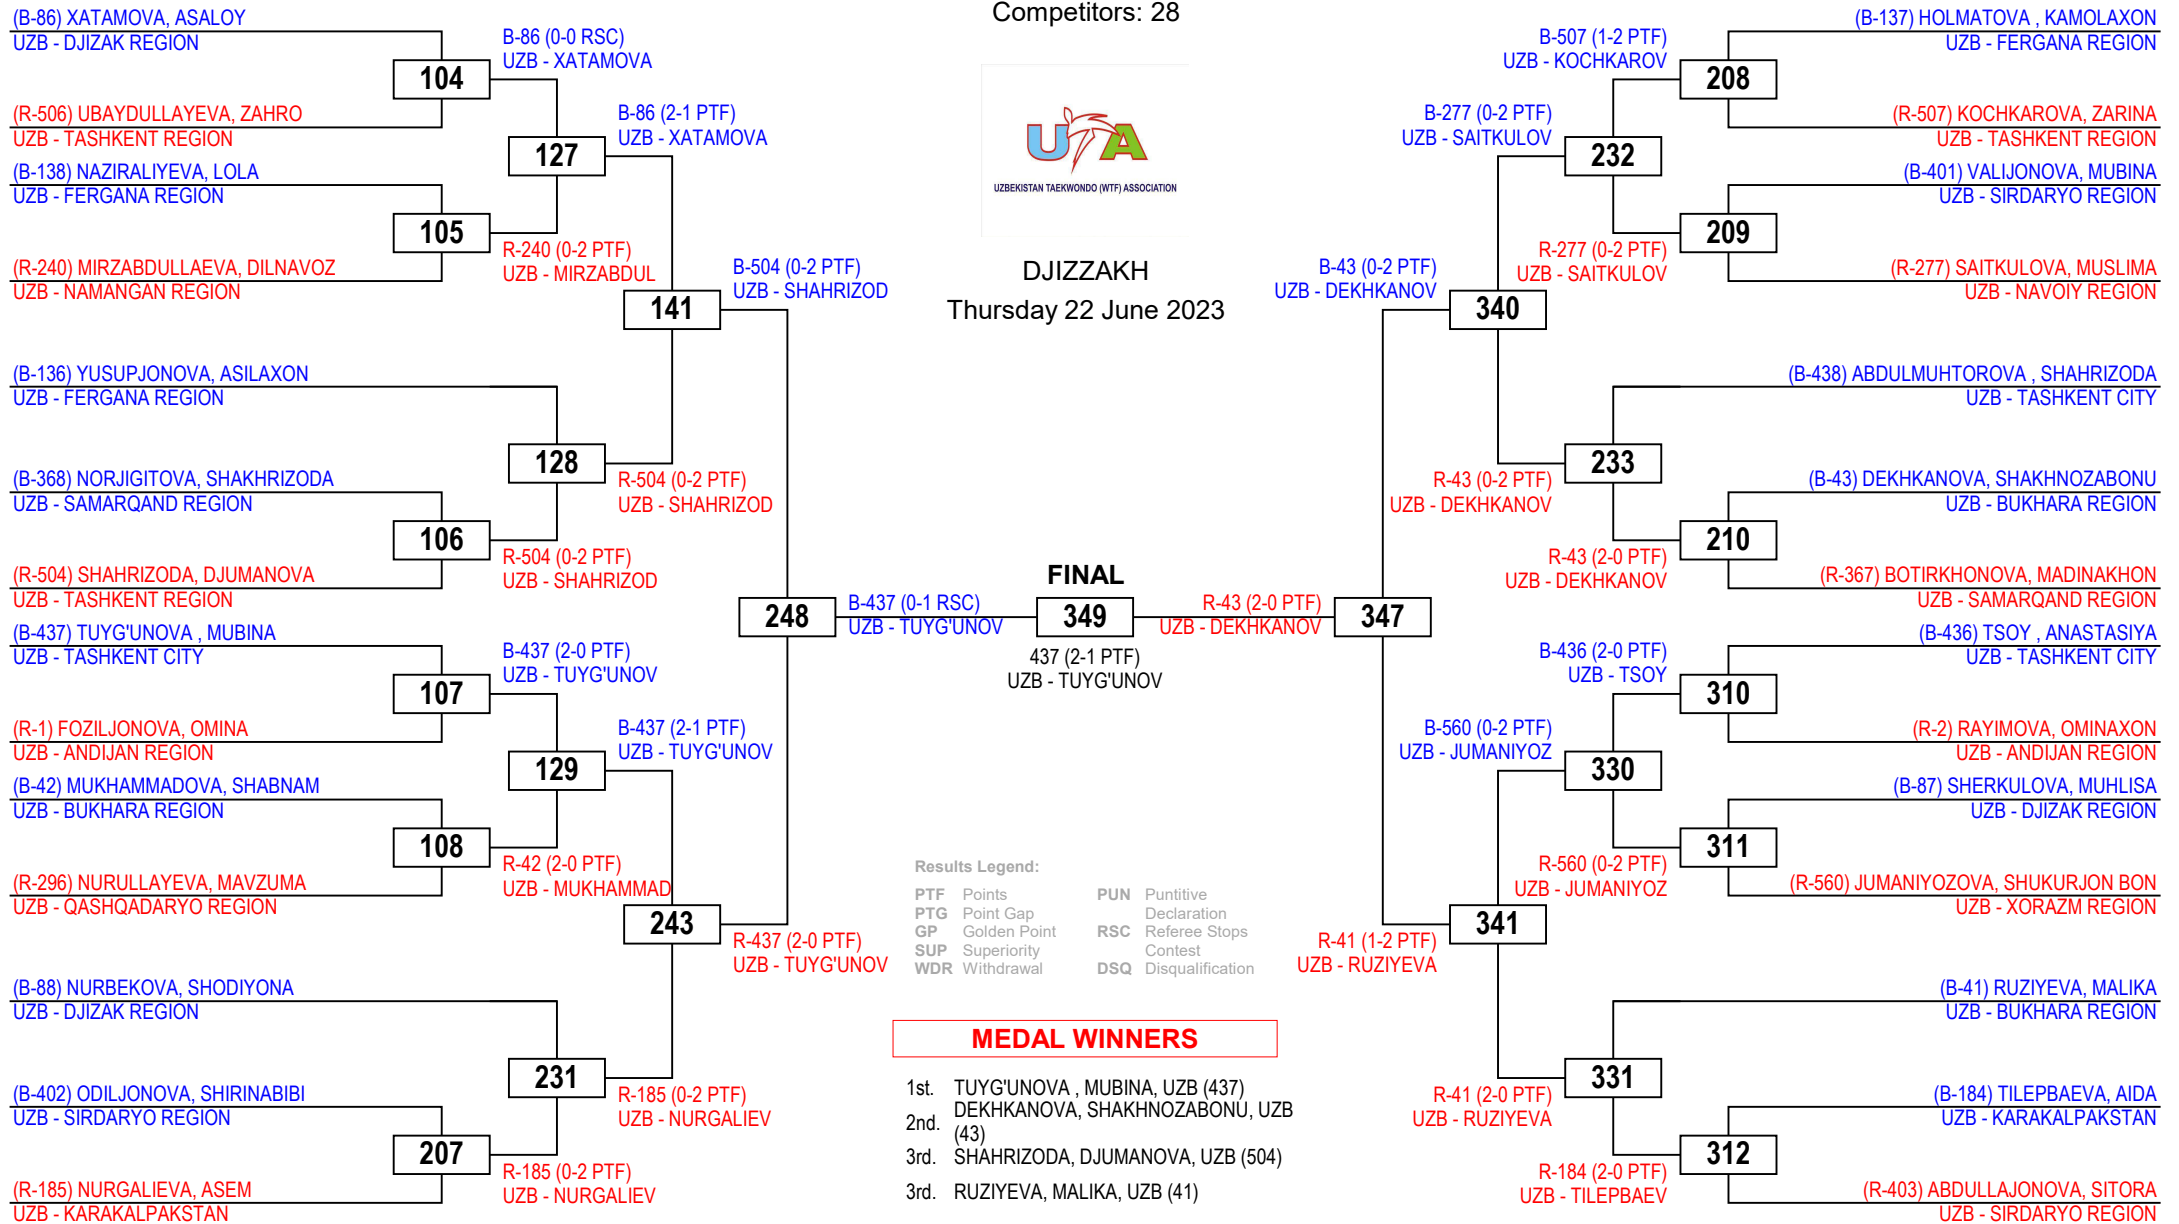 Competitors: 28
UTA
UZBEKISTAN TAEKWONDO (WTF) ASSOCIATION
DJIZZAKH
Thursday 22 June 2023
(B-86) XATAMOVA, ASALOY
UZB - DJIZAK REGION
104
(R-506) UBAYDULLAYEVA, ZAHRO
UZB - TASHKENT REGION
(B-138) NAZIRALIYEVA, LOLA
UZB - FERGANA REGION
105
(R-240) MIRZABDULLAEVA, DILNAVOZ
UZB - NAMANGAN REGION
(B-136) YUSUPJONOVA, ASILAXON
UZB - FERGANA REGION
(B-368) NORJIGITOVA, SHAKHRIZODA
UZB - SAMARQAND REGION
106
(R-504) SHAHRIZODA, DJUMANOVA
UZB - TASHKENT REGION
(B-437) TUYG'UNOVA , MUBINA
UZB - TASHKENT CITY
107
(R-1) FOZILJONOVA, OMINA
UZB - ANDIJAN REGION
(B-42) MUKHAMMADOVA, SHABNAM
UZB - BUKHARA REGION
108
(R-296) NURULLAYEVA, MAVZUMA
UZB - QASHQADARYO REGION
(B-88) NURBEKOVA, SHODIYONA
UZB - DJIZAK REGION
(B-402) ODILJONOVA, SHIRINABIBI
UZB - SIRDARYO REGION
207
(R-185) NURGALIEVA, ASEM
UZB - KARAKALPAKSTAN
B-86 (0-0 RSC)
UZB - XATAMOVA
127
R-240 (0-2 PTF)
UZB - MIRZABDUL
128
R-504 (0-2 PTF)
UZB - SHAHRIZOD
B-437 (2-0 PTF)
UZB - TUYG'UNOV
129
R-42 (2-0 PTF)
UZB - MUKHAMMAD
231
R-185 (0-2 PTF)
UZB - NURGALIEV
B-86 (2-1 PTF)
UZB - XATAMOVA
141
R-504 (0-2 PTF)
UZB - SHAHRIZOD
B-437 (2-1 PTF)
UZB - TUYG'UNOV
243
R-185 (0-2 PTF)
UZB - NURGALIEV
B-504 (0-2 PTF)
UZB - SHAHRIZOD
248
R-437 (2-0 PTF)
UZB - TUYG'UNOV
B-437 (0-1 RSC)
UZB - TUYG'UNOV
FINAL
349
437 (2-1 PTF)
UZB - TUYG'UNOV
R-43 (2-0 PTF)
UZB - DEKHKANOV
347
B-43 (0-2 PTF)
UZB - DEKHKANOV
R-41 (1-2 PTF)
UZB - RUZIYEVA
B-277 (0-2 PTF)
UZB - SAITKULOV
340
R-43 (0-2 PTF)
UZB - DEKHKANOV
B-560 (0-2 PTF)
UZB - JUMANIYOZ
341
R-41 (2-0 PTF)
UZB - RUZIYEVA
B-507 (1-2 PTF)
UZB - KOCHKAROV
232
R-277 (0-2 PTF)
UZB - SAITKULOV
233
R-43 (2-0 PTF)
UZB - DEKHKANOV
B-436 (2-0 PTF)
UZB - TSOY
330
R-560 (0-2 PTF)
UZB - JUMANIYOZ
331
R-184 (2-0 PTF)
UZB - TILEPBAEV
(B-137) HOLMATOVA , KAMOLAXON
UZB - FERGANA REGION
208
(R-507) KOCHKAROVA, ZARINA
UZB - TASHKENT REGION
(B-401) VALIJONOVA, MUBINA
UZB - SIRDARYO REGION
209
(R-277) SAITKULOVA, MUSLIMA
UZB - NAVOIY REGION
(B-438) ABDULMUHTOROVA , SHAHRIZODA
UZB - TASHKENT CITY
(B-43) DEKHKANOVA, SHAKHNOZABONU
UZB - BUKHARA REGION
210
(R-367) BOTIRKHONOVA, MADINAKHON
UZB - SAMARQAND REGION
(B-436) TSOY , ANASTASIYA
UZB - TASHKENT CITY
310
(R-2) RAYIMOVA, OMINAXON
UZB - ANDIJAN REGION
(B-87) SHERKULOVA, MUHLISA
UZB - DJIZAK REGION
311
(R-560) JUMANIYOZOVA, SHUKURJON BON
UZB - XORAZM REGION
(B-41) RUZIYEVA, MALIKA
UZB - BUKHARA REGION
(B-184) TILEPBAEVA, AIDA
UZB - KARAKALPAKSTAN
312
(R-403) ABDULLAJONOVA, SITORA
UZB - SIRDARYO REGION
Results Legend:
PTF Points
PTG Point Gap
GP Golden Point
SUP Superiority
WDR Withdrawal
PUN Puntitive
Declaration
RSC Referee Stops
Contest
DSQ Disqualification
MEDAL WINNERS
1st. TUYG'UNOVA , MUBINA, UZB (437)
2nd. DEKHKANOVA, SHAKHNOZABONU, UZB
(43)
3rd. SHAHRIZODA, DJUMANOVA, UZB (504)
3rd. RUZIYEVA, MALIKA, UZB (41)